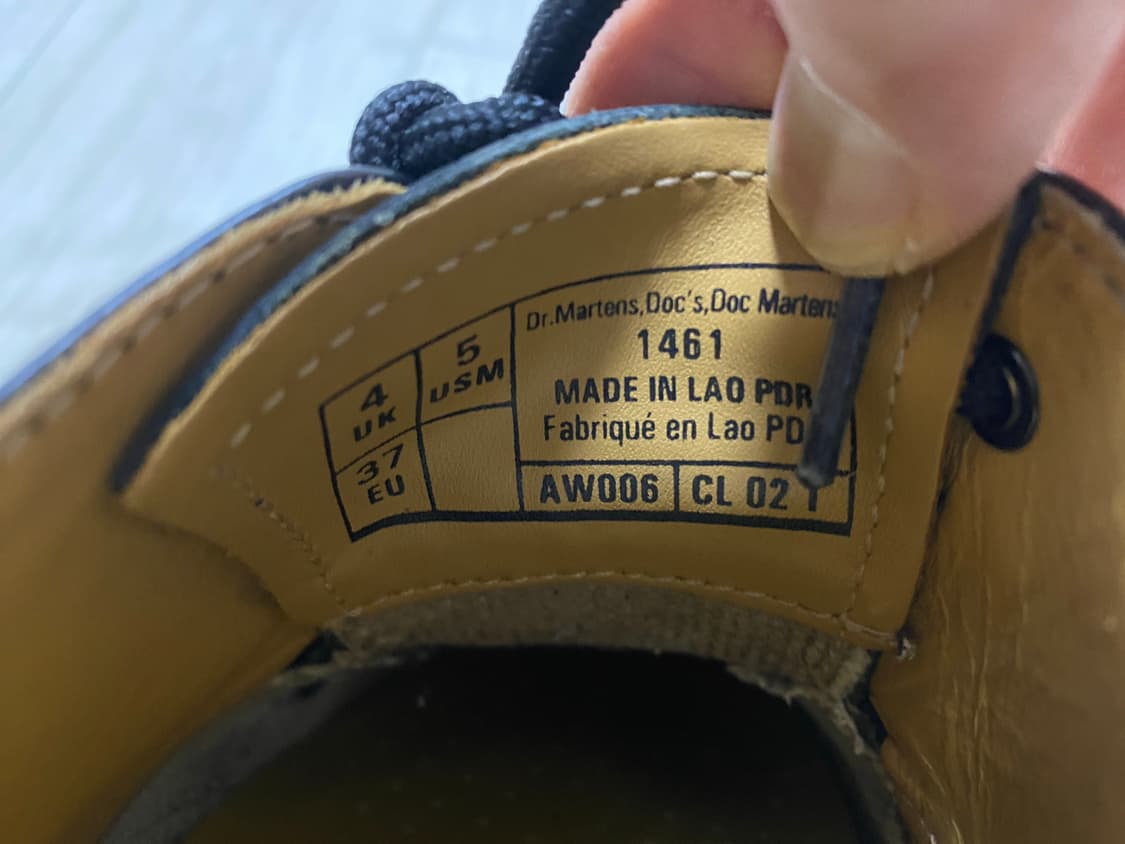 Dr.Martens,Doc's,Doc Martens
1461
MADE IN LAO PDR
Fabriqué en Lao PD
4
UK
5
USM
37
EU
AW006
CL 02